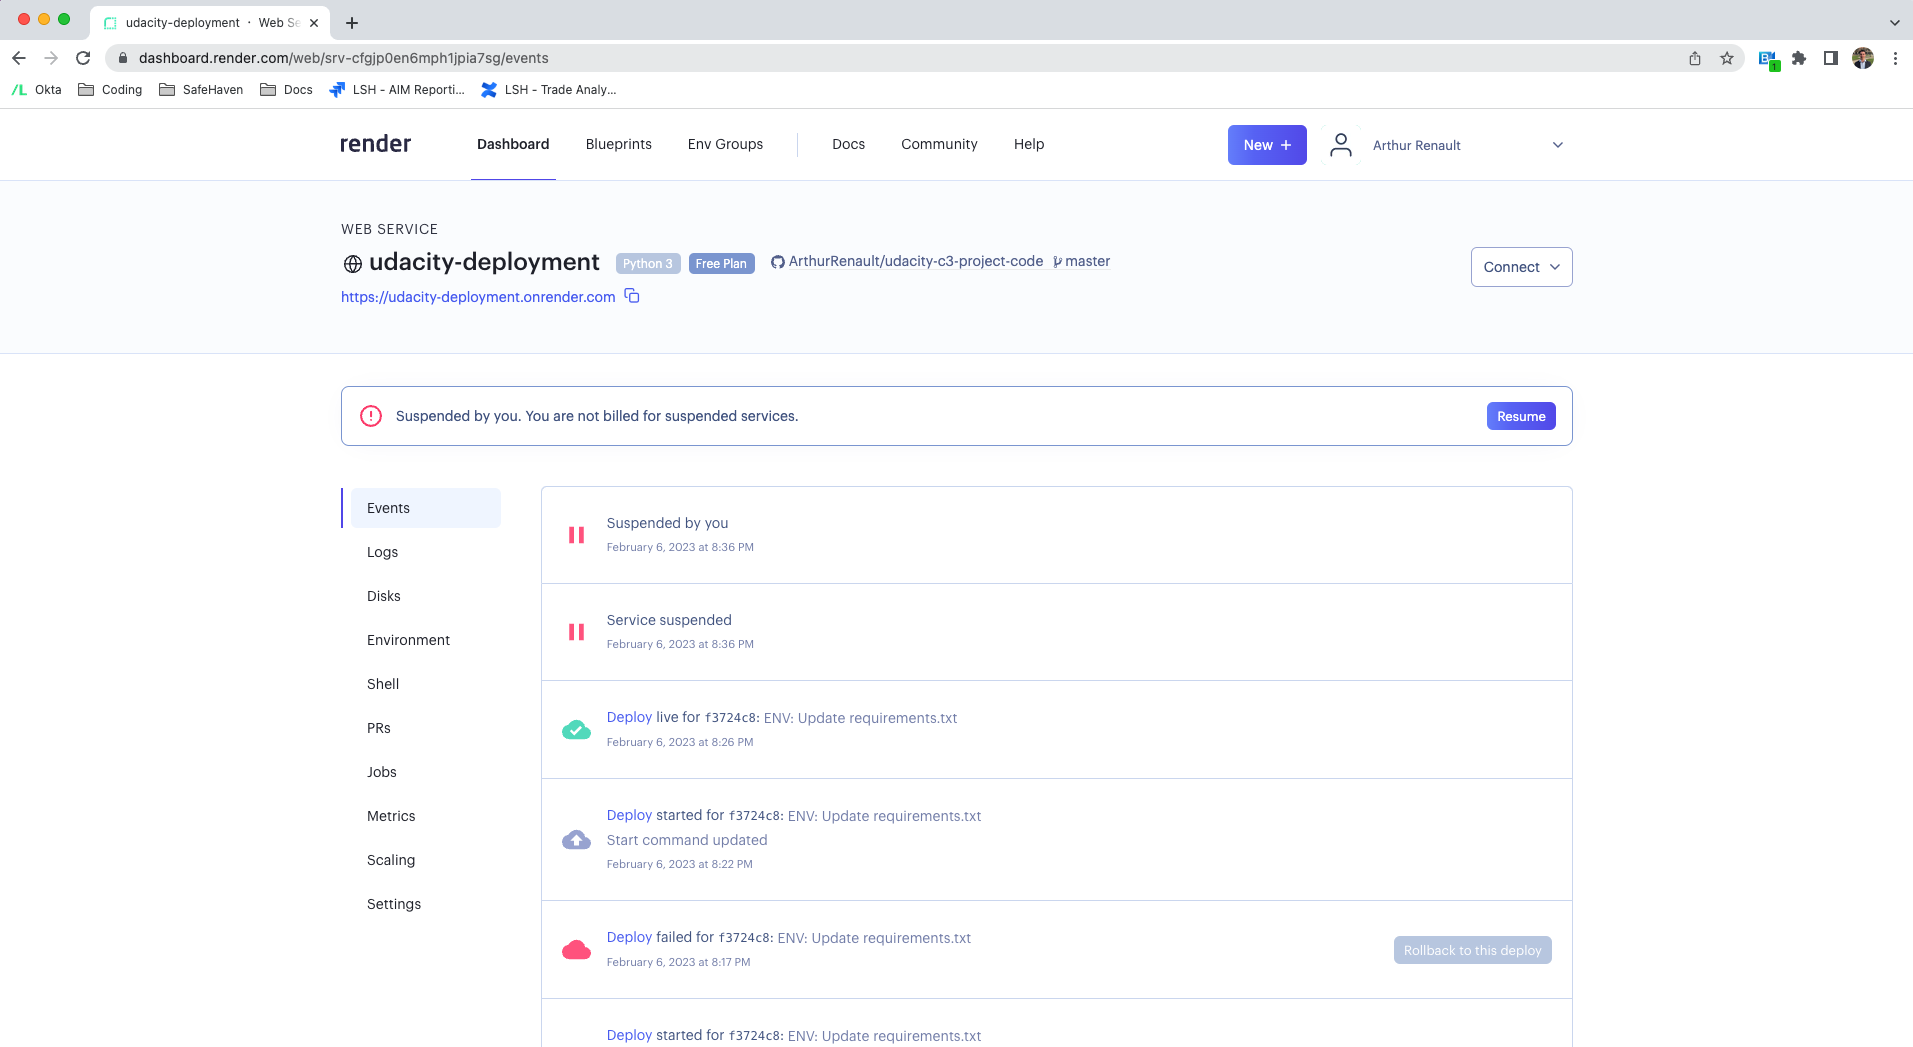 udacity-deployment · Web Se
dashboard.render.com/web/srv-cfgjp0en6mph1jpia7sg/events
1
Okta Coding SafeHaven Docs LSH - AIM Reporti... LSH - Trade Analy...
render Dashboard Blueprints Env Groups Docs Community Help New + Arthur Renault
WEB SERVICE
udacity-deployment Python 3 Free Plan ArthurRenault/udacity-c3-project-code master
Connect
https://udacity-deployment.onrender.com
Suspended by you. You are not billed for suspended services. Resume
Events
Logs
Disks
Environment
Shell
PRs
Jobs
Metrics
Scaling
Settings
Suspended by you
February 6, 2023 at 8:36 PM
Service suspended
February 6, 2023 at 8:36 PM
Deploy live for f3724c8: ENV: Update requirements.txt
February 6, 2023 at 8:26 PM
Deploy started for f3724c8: ENV: Update requirements.txt
Start command updated
February 6, 2023 at 8:22 PM
Deploy failed for f3724c8: ENV: Update requirements.txt
February 6, 2023 at 8:17 PM
Rollback to this deploy
Deploy started for f3724c8: ENV: Update requirements.txt